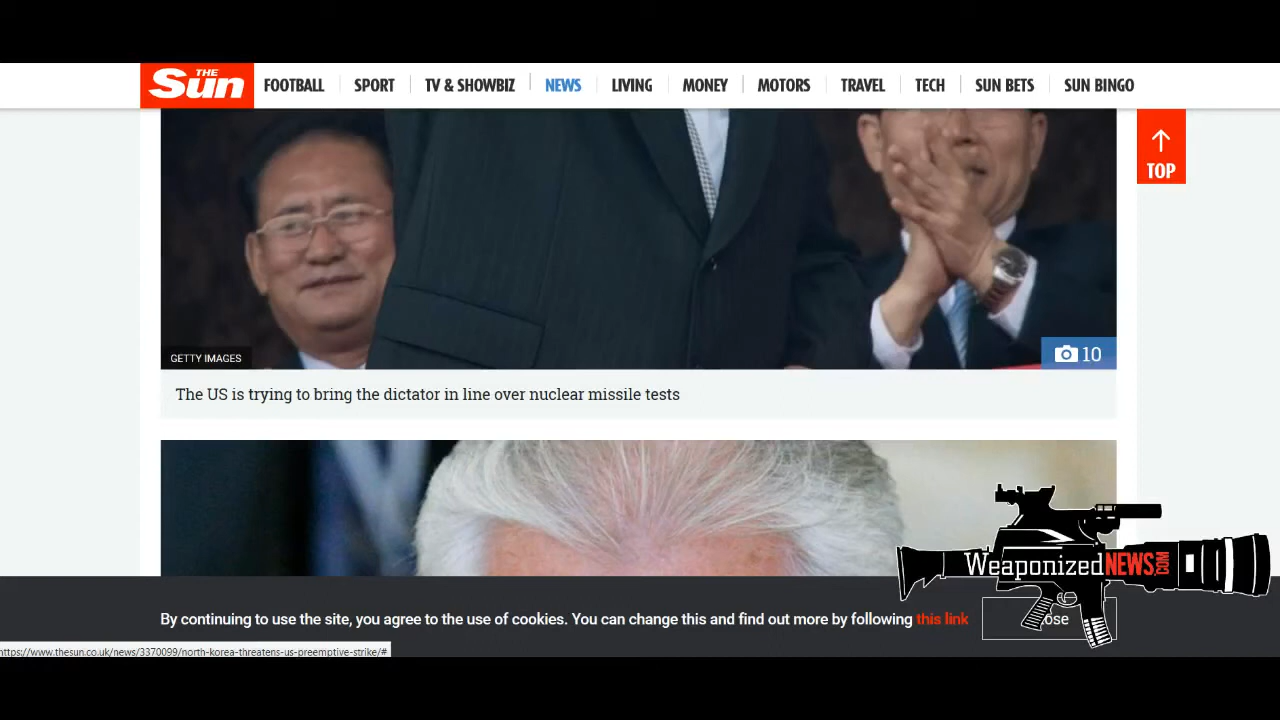 THE Sun
FOOTBALL SPORT TV & SHOWBIZ NEWS LIVING MONEY MOTORS TRAVEL TECH SUN BETS SUN BINGO
TOP
GETTY IMAGES
10
The US is trying to bring the dictator in line over nuclear missile tests
WeaponizedNEWS.COM
By continuing to use the site, you agree to the use of cookies. You can change this and find out more by following this link
https://www.thesun.co.uk/news/3370099/north-korea-threatens-us-preemptive-strike/#